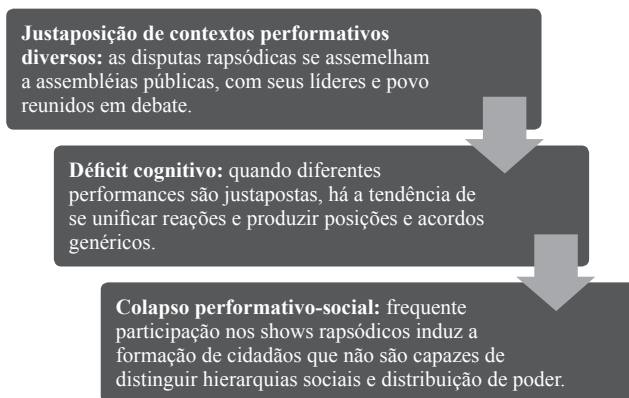 Justaposição de contextos performativos
diversos: as disputas rapsódicas se assemelham
a assembléias públicas, com seus líderes e povo
reunidos em debate.
Déficit cognitivo: quando diferentes
performances são justapostas, há a tendência de
se unificar reações e produzir posições e acordos
genéricos.
Colapso performativo-social: frequente
participação nos shows rapsódicos induz a
formação de cidadãos que não são capazes de
distinguir hierarquias sociais e distribuição de poder.